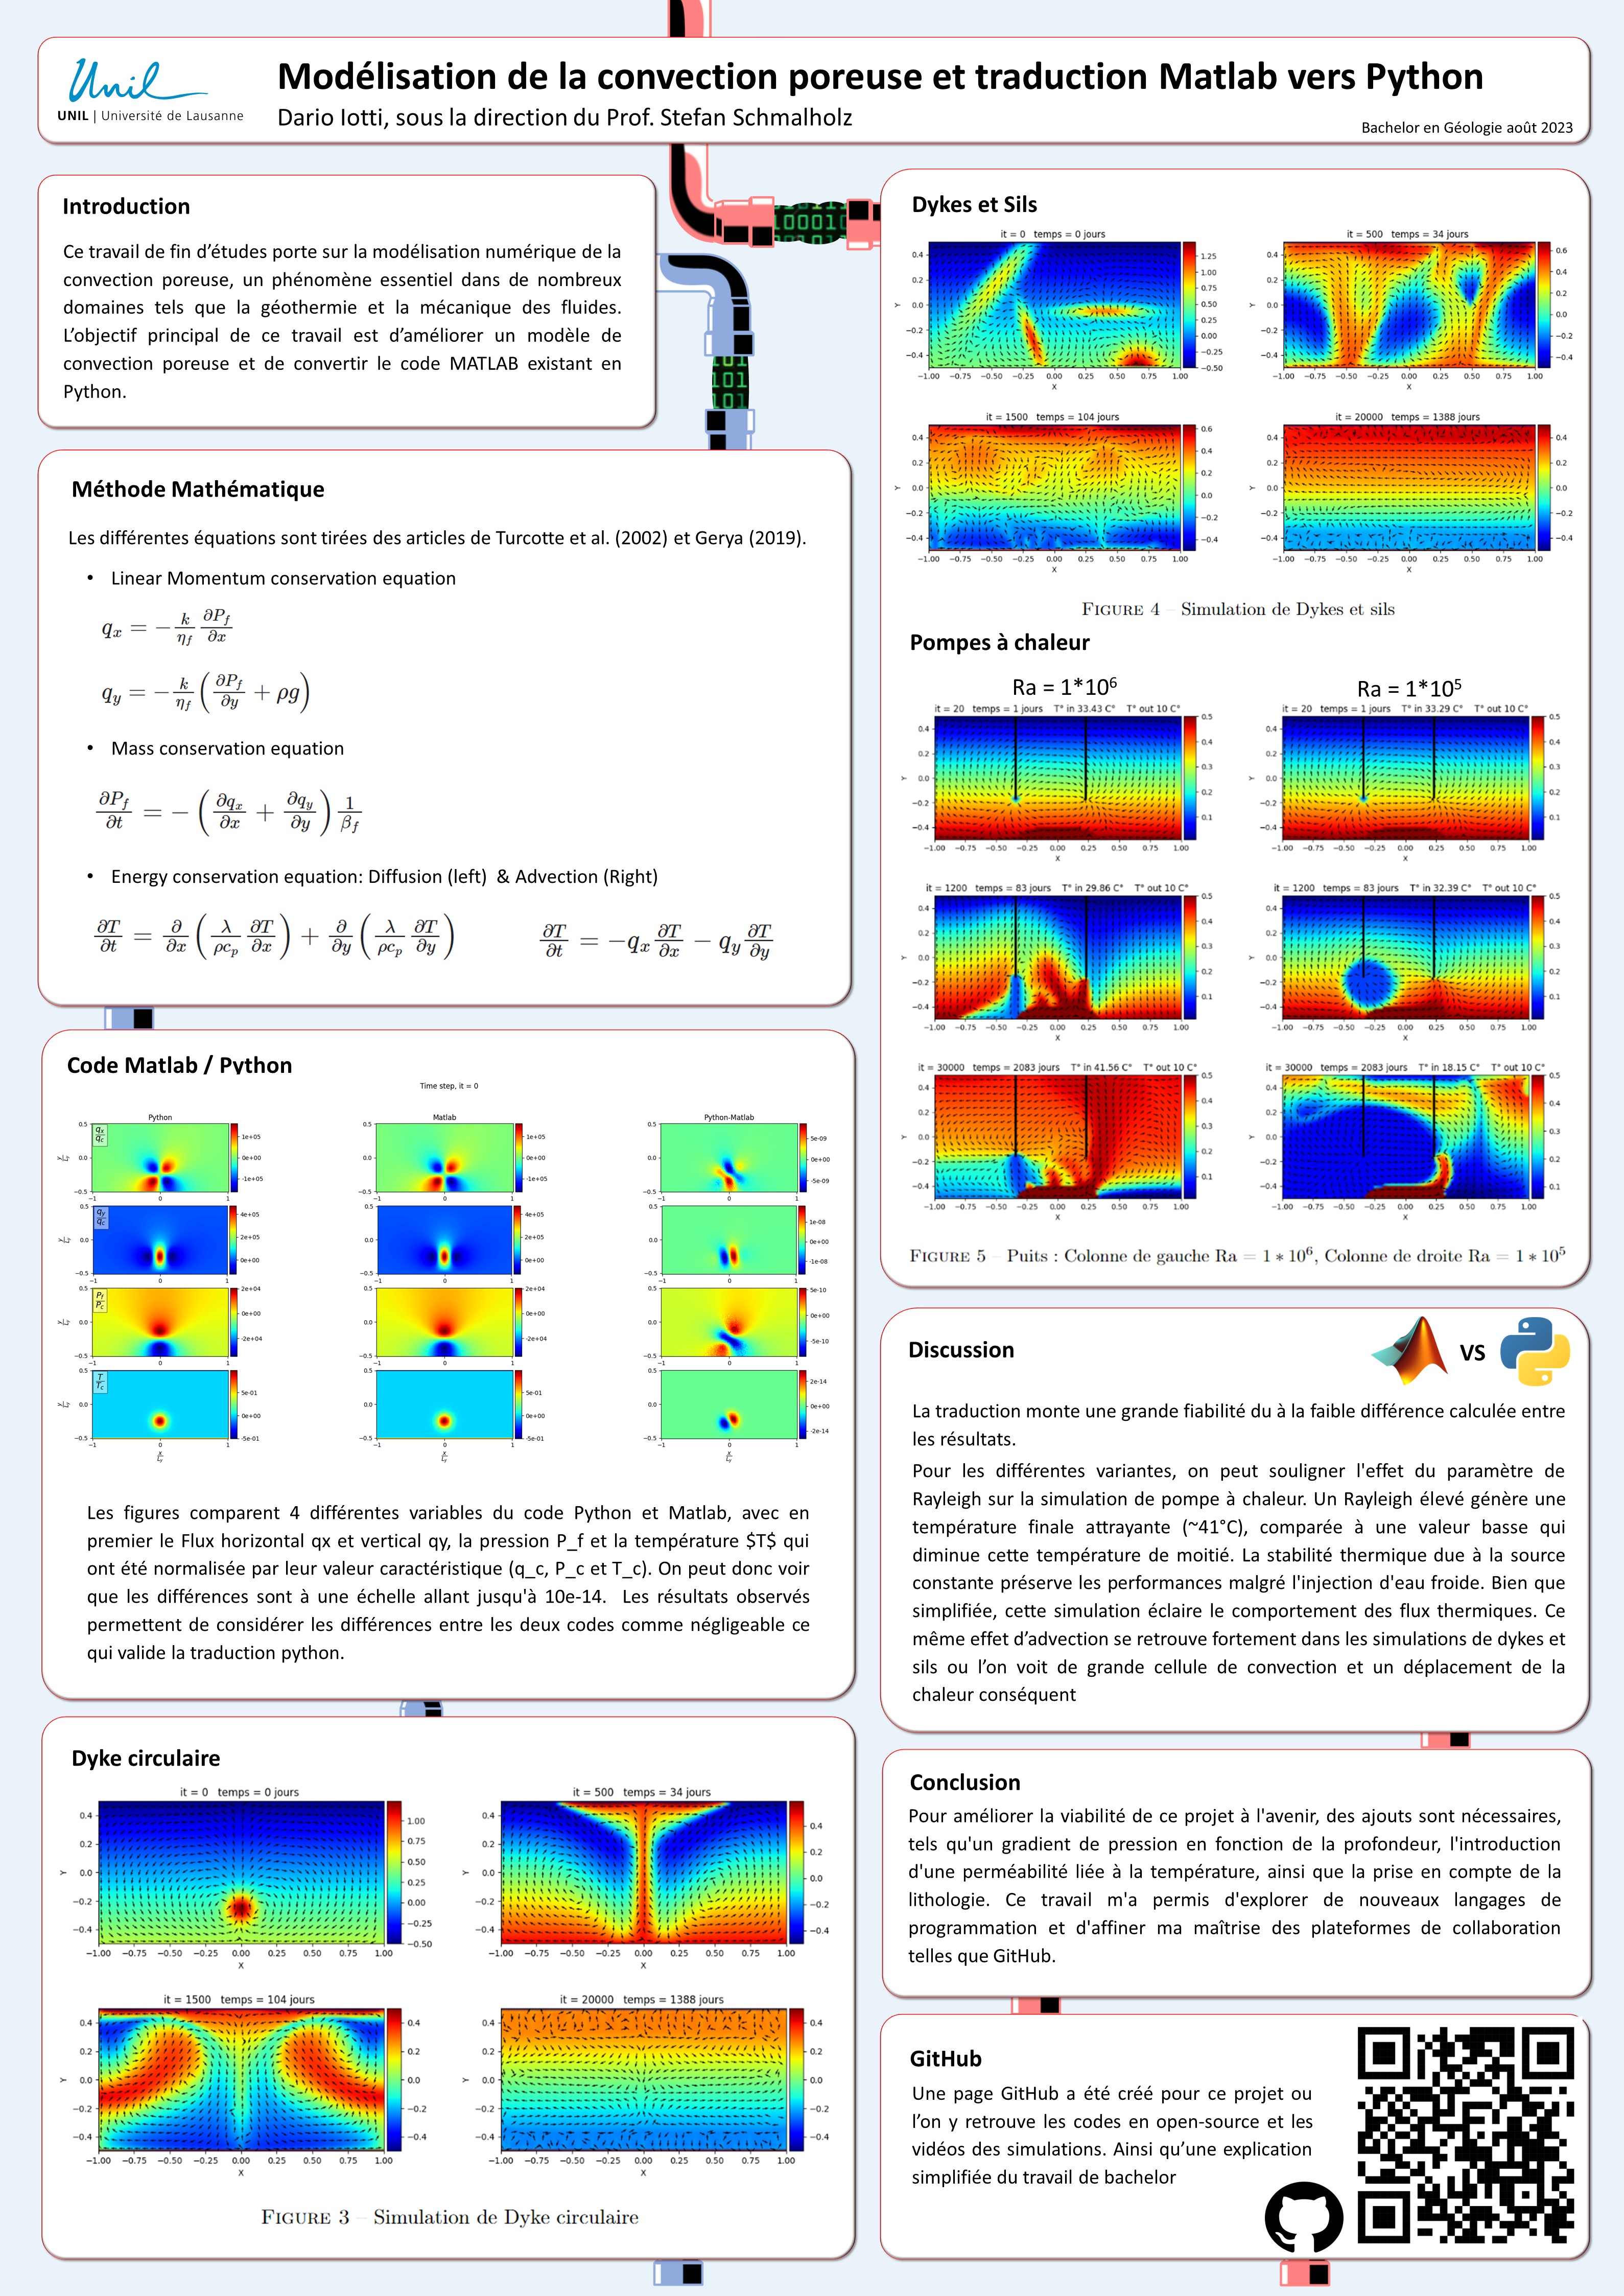 Unil
UNIL | Université de Lausanne
Modélisation de la convection poreuse et traduction Matlab vers Python
Dario Iotti, sous la direction du Prof. Stefan Schmalholz
Bachelor en Géologie août 2023
Introduction
Ce travail de fin d’études porte sur la modélisation numérique de la
convection poreuse, un phénomène essentiel dans de nombreux
domaines tels que la géothermie et la mécanique des fluides.
L’objectif principal de ce travail est d’améliorer un modèle de
convection poreuse et de convertir le code MATLAB existant en
Python.
Méthode Mathématique
Les différentes équations sont tirées des articles de Turcotte et al. (2002) et Gerya (2019).
• Linear Momentum conservation equation
q_x = -\frac{k}{\eta_f} \frac{\partial P_f}{\partial x}
q_y = -\frac{k}{\eta_f} \left( \frac{\partial P_f}{\partial y} + \rho g \right)
• Mass conservation equation
\frac{\partial P_f}{\partial t} = - \left( \frac{\partial q_x}{\partial x} + \frac{\partial q_y}{\partial y} \right) \frac{1}{\beta_f}
• Energy conservation equation: Diffusion (left) & Advection (Right)
\frac{\partial T}{\partial t} = \frac{\partial}{\partial x} \left( \frac{\lambda}{\rho c_p} \frac{\partial T}{\partial x} \right) + \frac{\partial}{\partial y} \left( \frac{\lambda}{\rho c_p} \frac{\partial T}{\partial y} \right)
\frac{\partial T}{\partial t} = -q_x \frac{\partial T}{\partial x} - q_y \frac{\partial T}{\partial y}
Code Matlab / Python
Time step, it = 0
Python Matlab Python-Matlab
Les figures comparent 4 différentes variables du code Python et Matlab, avec en
premier le Flux horizontal qx et vertical qy, la pression P_f et la température $T$ qui
ont été normalisée par leur valeur caractéristique (q_c, P_c et T_c). On peut donc voir
que les différences sont à une échelle allant jusqu'à 10e-14. Les résultats observés
permettent de considérer les différences entre les deux codes comme négligeable ce
qui valide la traduction python.
Dyke circulaire
it = 0 temps = 0 jours
it = 500 temps = 34 jours
it = 1500 temps = 104 jours
it = 20000 temps = 1388 jours
FIGURE 3 – Simulation de Dyke circulaire
Dykes et Sils
it = 0 temps = 0 jours
it = 500 temps = 34 jours
it = 1500 temps = 104 jours
it = 20000 temps = 1388 jours
FIGURE 4 – Simulation de Dykes et sils
Pompes à chaleur
Ra = 1*10⁶
Ra = 1*10⁵
it = 20 temps = 1 jours T° in 33.43 C° T° out 10 C°
it = 20 temps = 1 jours T° in 33.29 C° T° out 10 C°
it = 1200 temps = 83 jours T° in 29.86 C° T° out 10 C°
it = 1200 temps = 83 jours T° in 32.39 C° T° out 10 C°
it = 30000 temps = 2083 jours T° in 41.56 C° T° out 10 C°
it = 30000 temps = 2083 jours T° in 18.15 C° T° out 10 C°
FIGURE 5 – Puits : Colonne de gauche Ra = 1 * 10⁶, Colonne de droite Ra = 1 * 10⁵
Discussion
VS
La traduction monte une grande fiabilité du à la faible différence calculée entre
les résultats.
Pour les différentes variantes, on peut souligner l'effet du paramètre de
Rayleigh sur la simulation de pompe à chaleur. Un Rayleigh élevé génère une
température finale attrayante (~41°C), comparée à une valeur basse qui
diminue cette température de moitié. La stabilité thermique due à la source
constante préserve les performances malgré l'injection d'eau froide. Bien que
simplifiée, cette simulation éclaire le comportement des flux thermiques. Ce
même effet d’advection se retrouve fortement dans les simulations de dykes et
sils ou l’on voit de grande cellule de convection et un déplacement de la
chaleur conséquent
Conclusion
Pour améliorer la viabilité de ce projet à l'avenir, des ajouts sont nécessaires,
tels qu'un gradient de pression en fonction de la profondeur, l'introduction
d'une perméabilité liée à la température, ainsi que la prise en compte de la
lithologie. Ce travail m'a permis d'explorer de nouveaux langages de
programmation et d'affiner ma maîtrise des plateformes de collaboration
telles que GitHub.
GitHub
Une page GitHub a été créé pour ce projet ou
l’on y retrouve les codes en open-source et les
vidéos des simulations. Ainsi qu’une explication
simplifiée du travail de bachelor